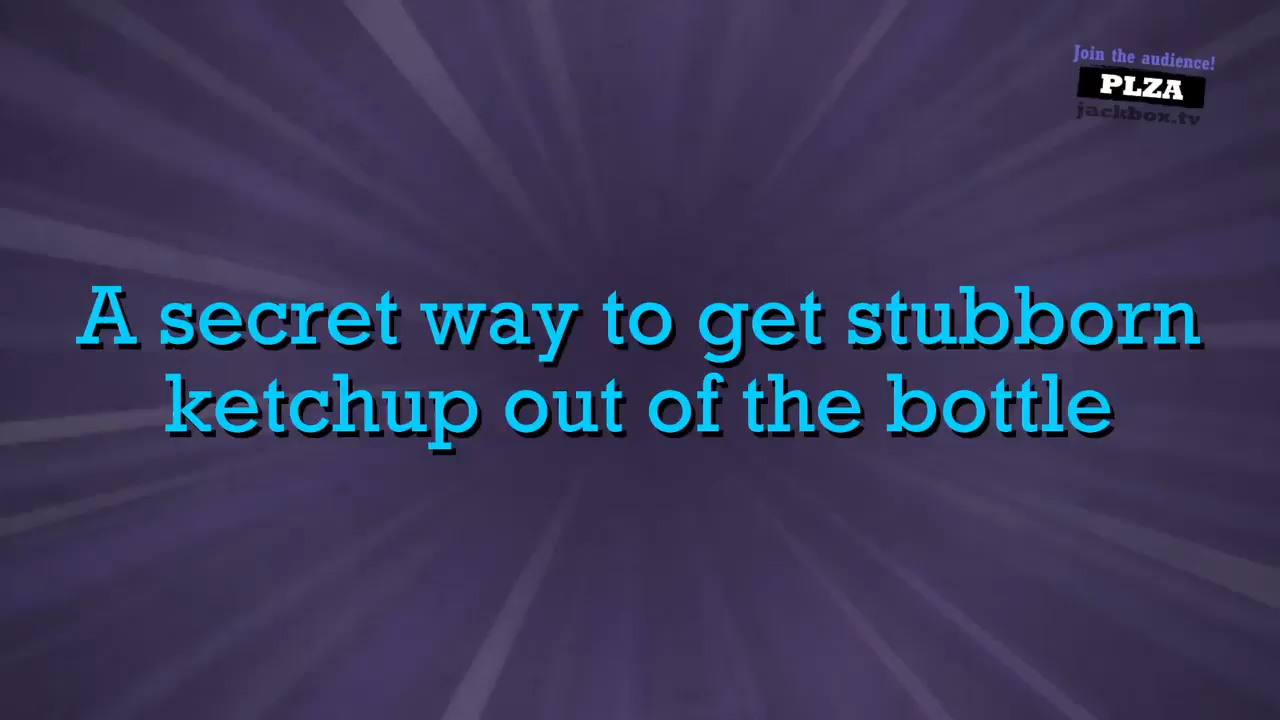 Join the audience!
PLZA
jackbox.tv
A secret way to get stubborn
ketchup out of the bottle